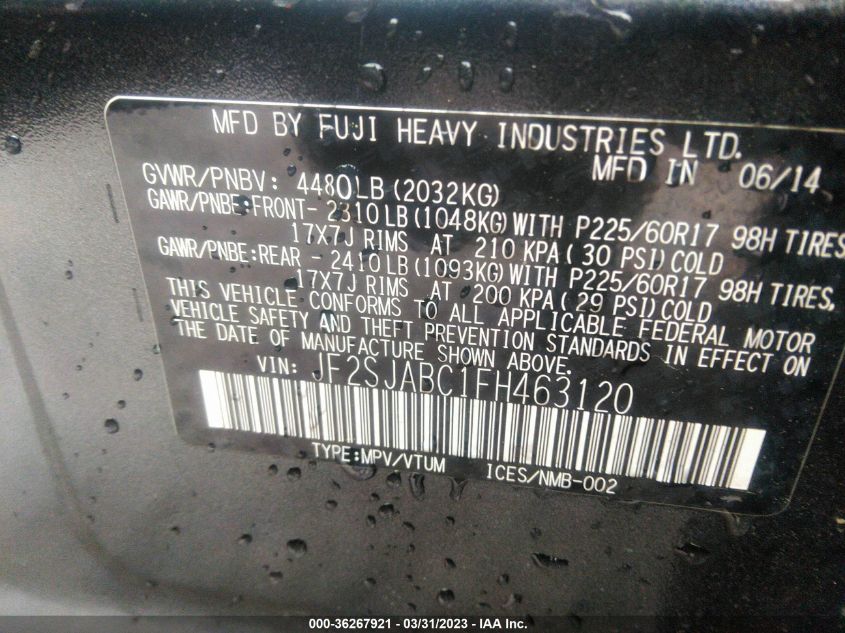 MFD BY FUJI HEAVY INDUSTRIES LTD.
MFD IN 06/14
GVWR/PNBV: 4480LB (2032KG)
GAWR/PNBE:FRONT- 2310LB (1048KG) WITH P225/60R17 98H TIRES
17X7J RIMS AT 210 KPA ( 30 PSI) COLD
GAWR/PNBE:REAR - 2410LB (1093KG) WITH P225/60R17 98H TIRES,
17X7J RIMS AT 200 KPA ( 29 PSI) COLD
THIS VEHICLE CONFORMS TO ALL APPLICABLE FEDERAL MOTOR
VEHICLE SAFETY AND THEFT PREVENTION STANDARDS IN EFFECT ON
THE DATE OF MANUFACTURE SHOWN ABOVE.
VIN: JF2SJABC1FH463120
TYPE:MPV/VTUM ICES/NMB-002
000-36267921 - 03/31/2023 - IAA, Inc.